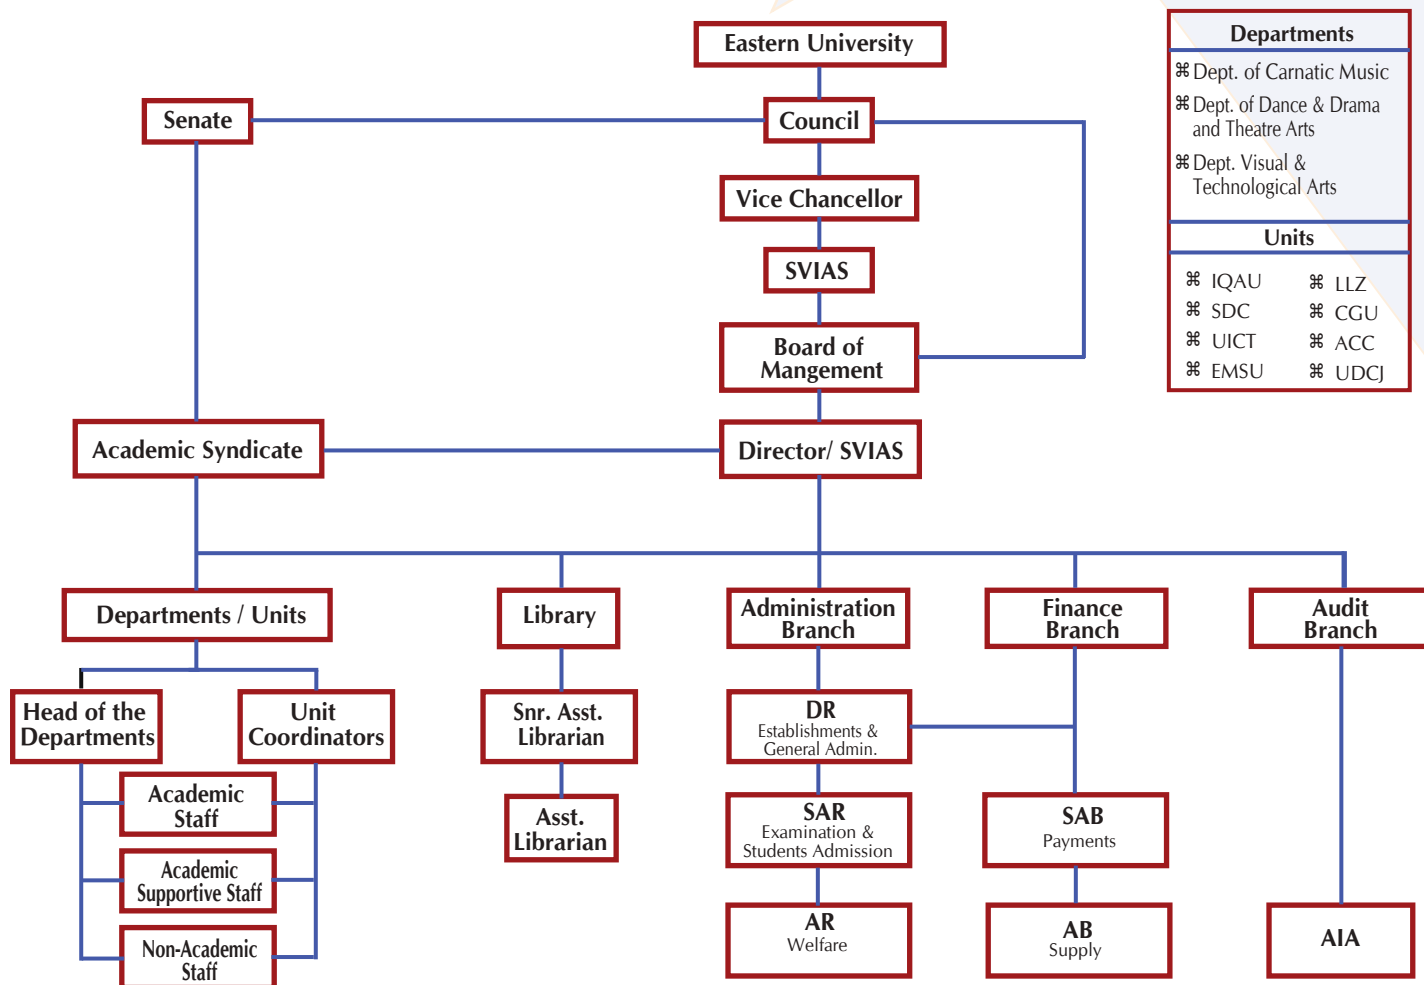 Eastern University
Senate
Council
Vice Chancellor
SVIAS
Board of
Mangement
Academic Syndicate
Director/ SVIAS
Departments / Units
Library
Administration
Branch
Finance
Branch
Audit
Branch
Head of the
Departments
Unit
Coordinators
Snr. Asst.
Librarian
DR
Establishments &
General Admin.
Academic
Staff
Asst.
Librarian
SAR
Examination &
Students Admission
SAB
Payments
Academic
Supportive Staff
Non-Academic
Staff
AR
Welfare
AB
Supply
AIA
Departments
⌘ Dept. of Carnatic Music
⌘ Dept. of Dance & Drama
and Theatre Arts
⌘ Dept. Visual &
Technological Arts
Units
⌘ IQAU
⌘ SDC
⌘ UICT
⌘ EMSU
⌘ LLZ
⌘ CGU
⌘ ACC
⌘ UDCJ